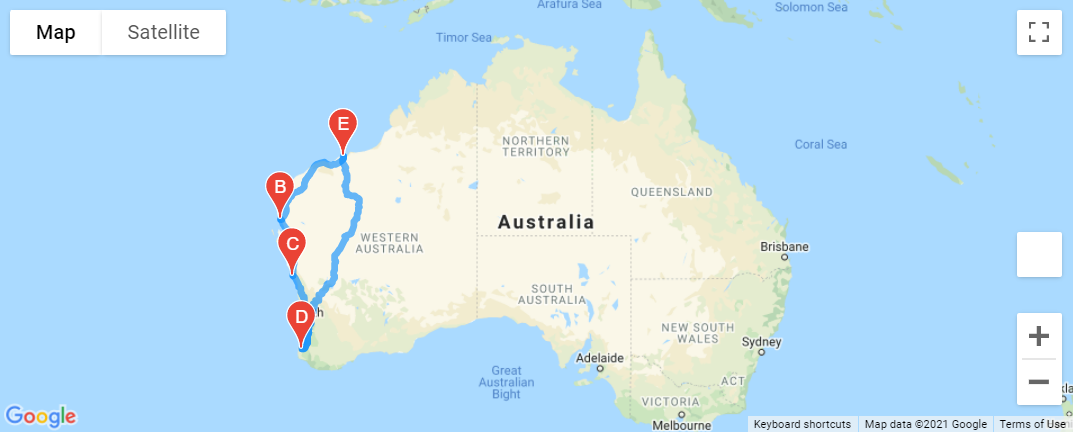 Map
Satellite
Arafura Sea
Solomon Sea
Timor Sea
E
NORTHERN
TERRITORY
Coral Sea
B
QUEENSLAND
Australia
C
WESTERN
AUSTRALIA
Brisbane
SOUTH
AUSTRALIA
D
NEW SOUTH
WALES
Sydney
Adelaide
Great
Australian
Bight
ACT
VICTORIA
Melbourne
Google
Keyboard shortcuts
Map data ©2021 Google
Terms of Use